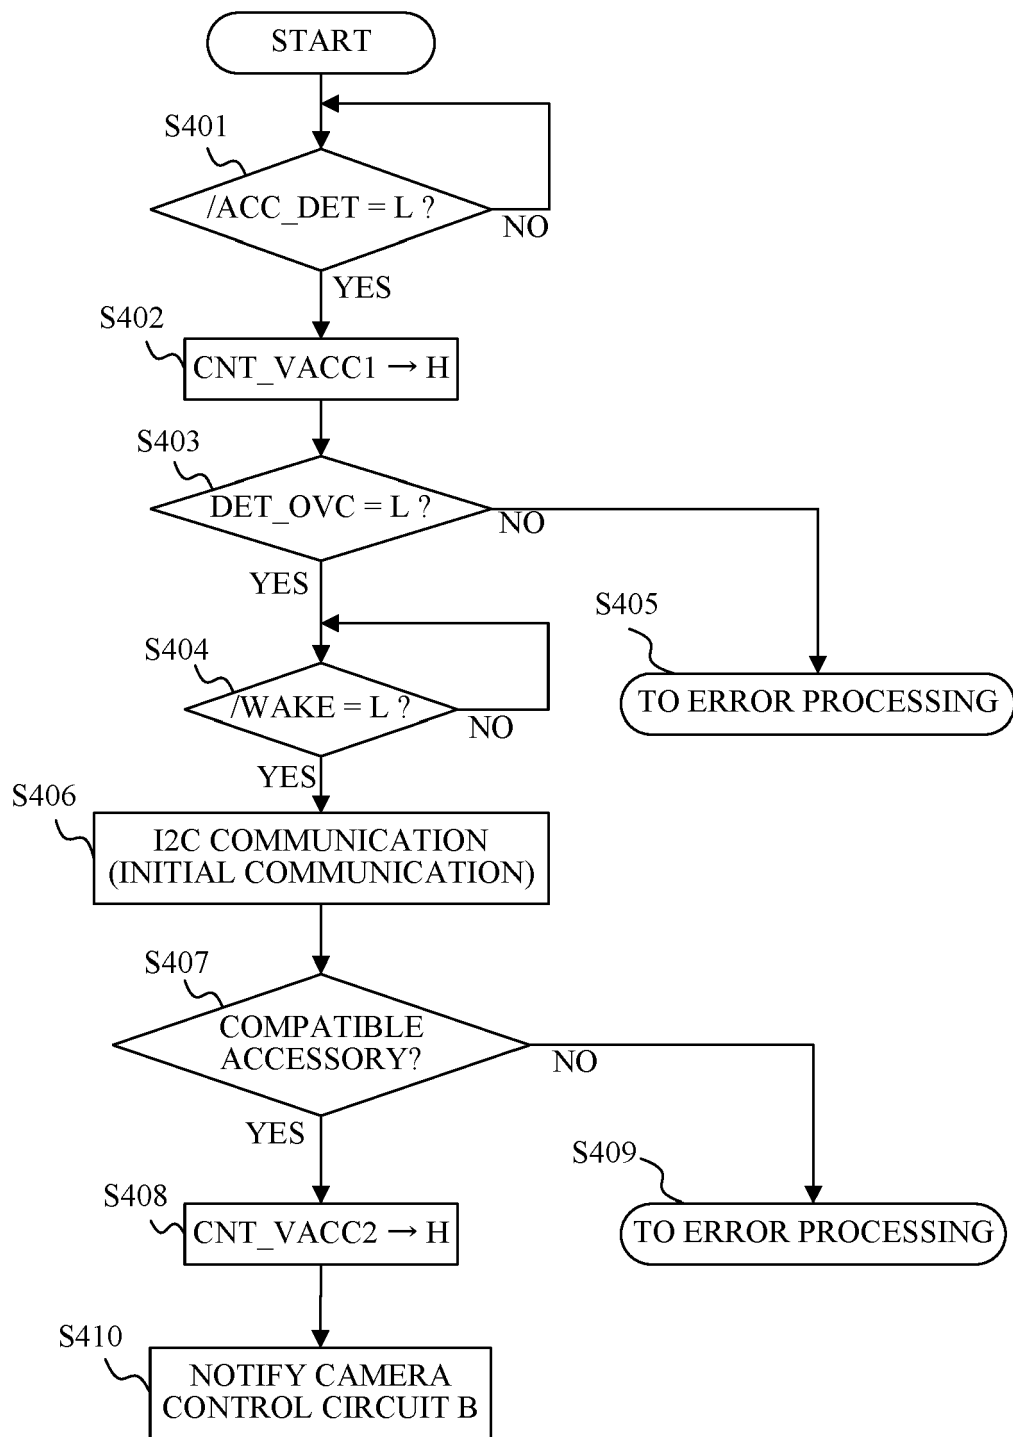 START
S401
/ACC_DET = L ?
NO
YES
S402
CNT_VACC1 → H
S403
DET_OVC = L ?
NO
YES
S405
TO ERROR PROCESSING
S404
/WAKE = L ?
NO
YES
S406
I2C COMMUNICATION
(INITIAL COMMUNICATION)
S407
COMPATIBLE
ACCESSORY?
NO
YES
S409
TO ERROR PROCESSING
S408
CNT_VACC2 → H
S410
NOTIFY CAMERA
CONTROL CIRCUIT B